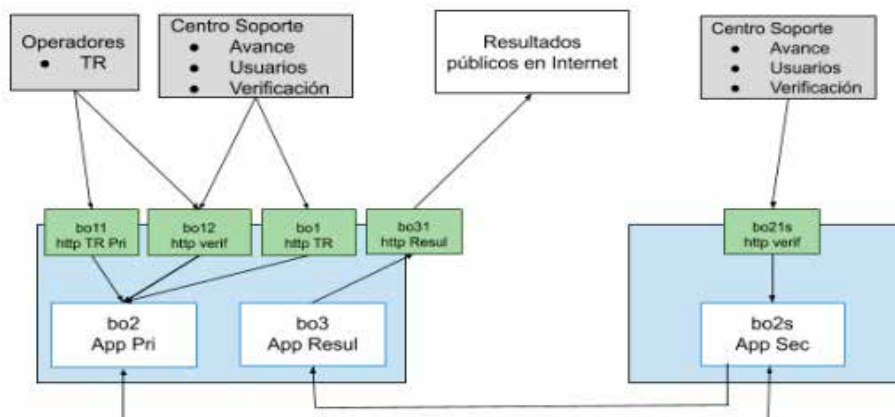 Operadores
● TR
Centro Soporte
● Avance
● Usuarios
● Verificación
Resultados
públicos en Internet
Centro Soporte
● Avance
● Usuarios
● Verificación
bo11
http TR Pri
bo12
http verif
bo1
http TR
bo31
http Resul
bo21s
http verif
bo2
App Pri
bo3
App Resul
bo2s
App Sec